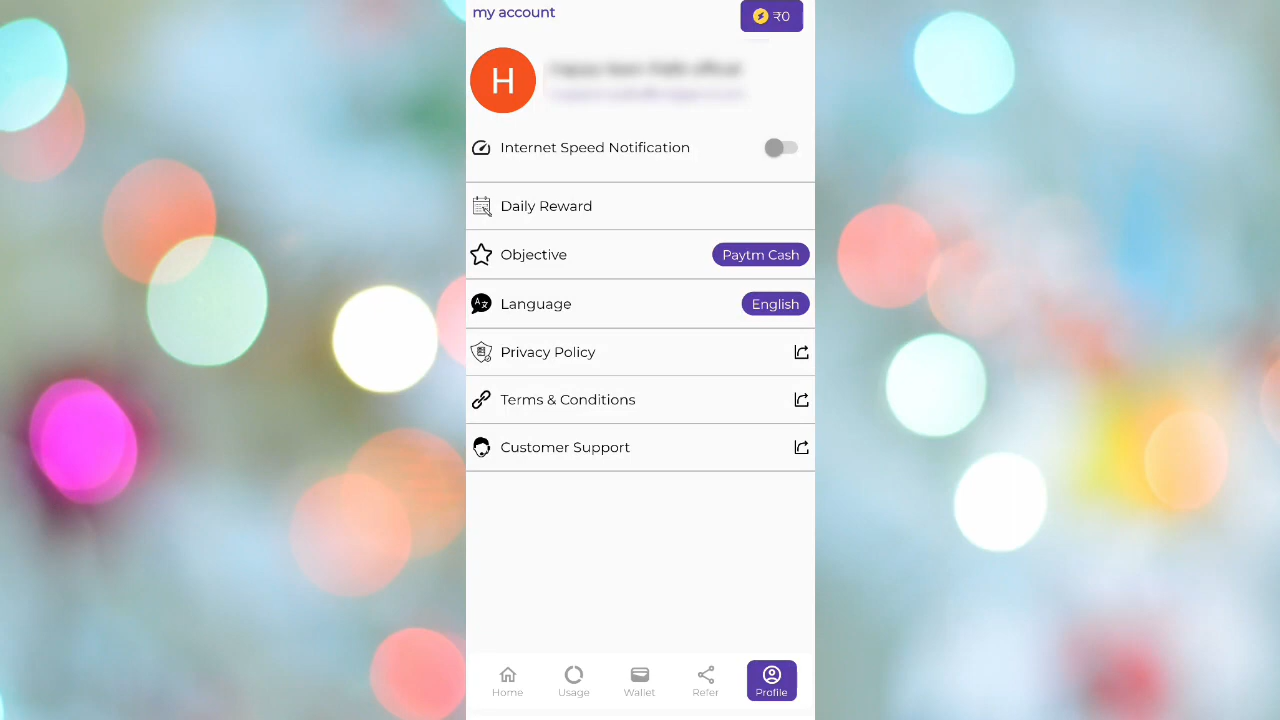 my account
₹0
H
Internet Speed Notification
Daily Reward
Objective
Paytm Cash
Language
English
Privacy Policy
Terms & Conditions
Customer Support
Home
Usage
Wallet
Refer
Profile